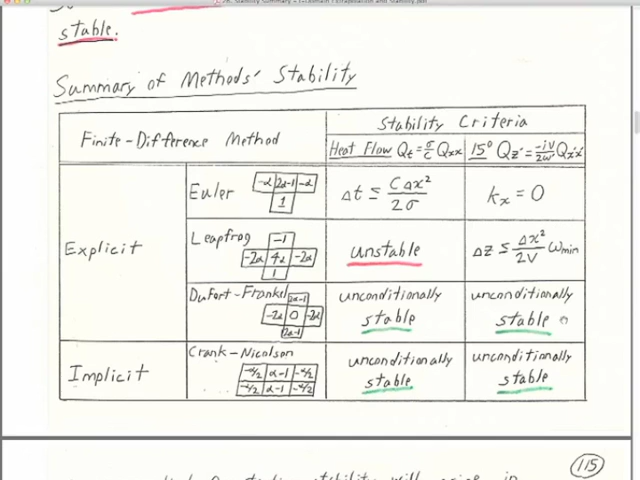 stable.
Summary of Methods' Stability
Finite-Difference Method
Stability Criteria
Heat Flow Qt = σ/C Qxx
15° Qz' = -iv/2ω Qx'x'
Explicit
Euler
-α 2α-1 -α
1
Δt ≤ CΔx²/2σ
kx = 0
Leapfrog
-1
-2α 4α -2α
1
unstable
Δz ≤ Δx²/2V ωmin
DuFort-Frankel
2α-1
-2α 0 -2α
2α-1
unconditionally
stable
unconditionally
stable
Implicit
Crank-Nicolson
-α/2 α-1 -α/2
-α/2 α-1 -α/2
unconditionally
stable
unconditionally
stable
115